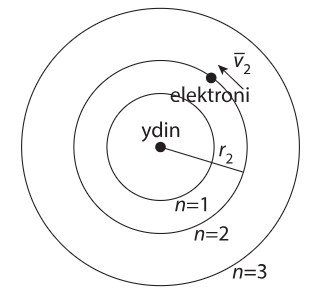 v̅₂
elektroni
ydin
r₂
n=1
n=2
n=3